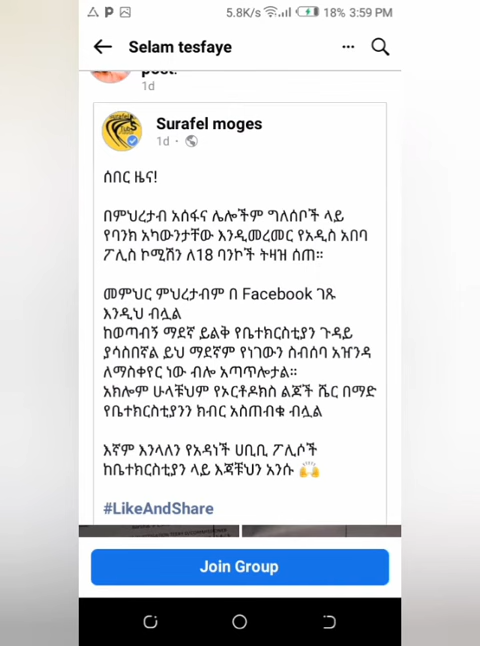 5.8K/s 18% 3:59 PM
Selam tesfaye
post.
1d
Surafel moges
1d
ሰበር ዜና!
በምህረታብ አሰፋና ሌሎችም ግለሰቦች ላይ
የባንክ አካውንታቸው እንዲመረመር የአዲስ አበባ
ፖሊስ ኮሚሽን ለ18 ባንኮች ትዛዝ ሰጠ።
መምህር ምህረታብም በ Facebook ገጹ
እንዲህ ብሏል
ከወጣብኝ ማደኛ ይልቅ የቤተክርስቲያን ጉዳይ
ያሳስበኛል ይህ ማደኛም የነገውን ስብሰባ አዠንዳ
ለማስቀየር ነው ብሎ አጣጥሎታል።
አክሎም ሁላቹህም የኦርቶዶክስ ልጆች ሼር በማድ
የቤተክርስቲያንን ክብር አስጠብቁ ብሏል
እኛም እንላለን የአዳነች ሀቢቢ ፖሊሶች
ከቤተክርስቲያን ላይ እጃቹህን አንሱ 🙌
#LikeAndShare
Join Group